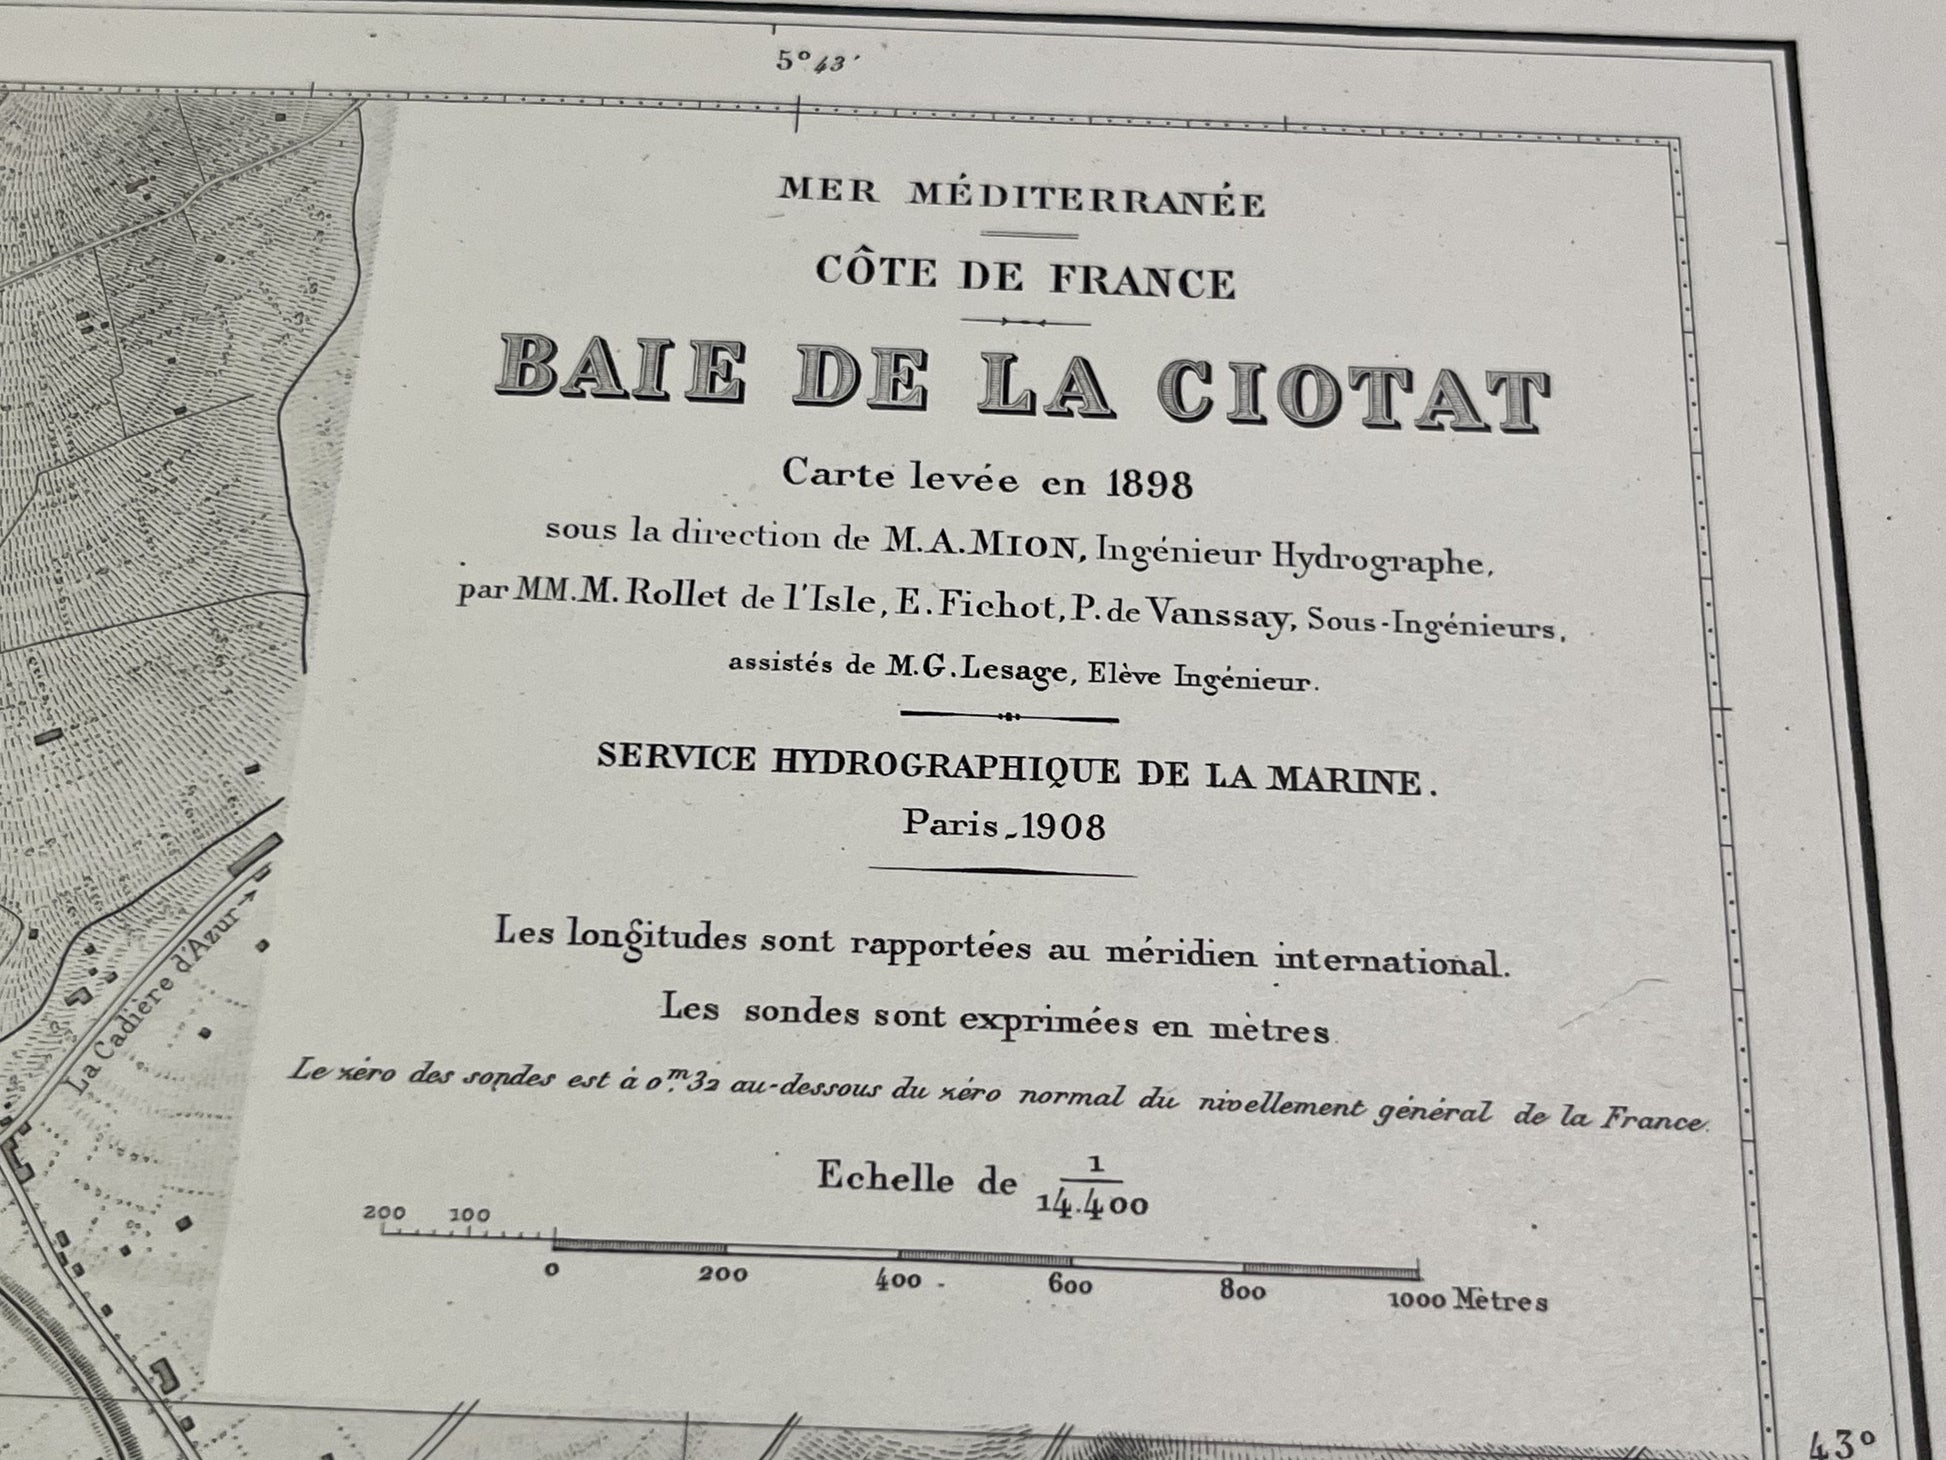 5° 43'
MER MÉDITERRANÉE
CÔTE DE FRANCE
BAIE DE LA CIOTAT
Carte levée en 1898
sous la direction de M. A. MION, Ingénieur Hydrographe,
par MM. M. Rollet de l'Isle, E. Fichot, P. de Vanssay, Sous-Ingénieurs,
assistés de M. G. Lesage, Elève Ingénieur.
SERVICE HYDROGRAPHIQUE DE LA MARINE.
Paris - 1908
Les longitudes sont rapportées au méridien international.
Les sondes sont exprimées en mètres.
Le zéro des sondes est à 0.m32 au-dessous du zéro normal du nivellement général de la France.
Echelle de 1/14.400
200 100
0 200 400 600 800 1000 Mètres
La Cadière d'Azur
43°